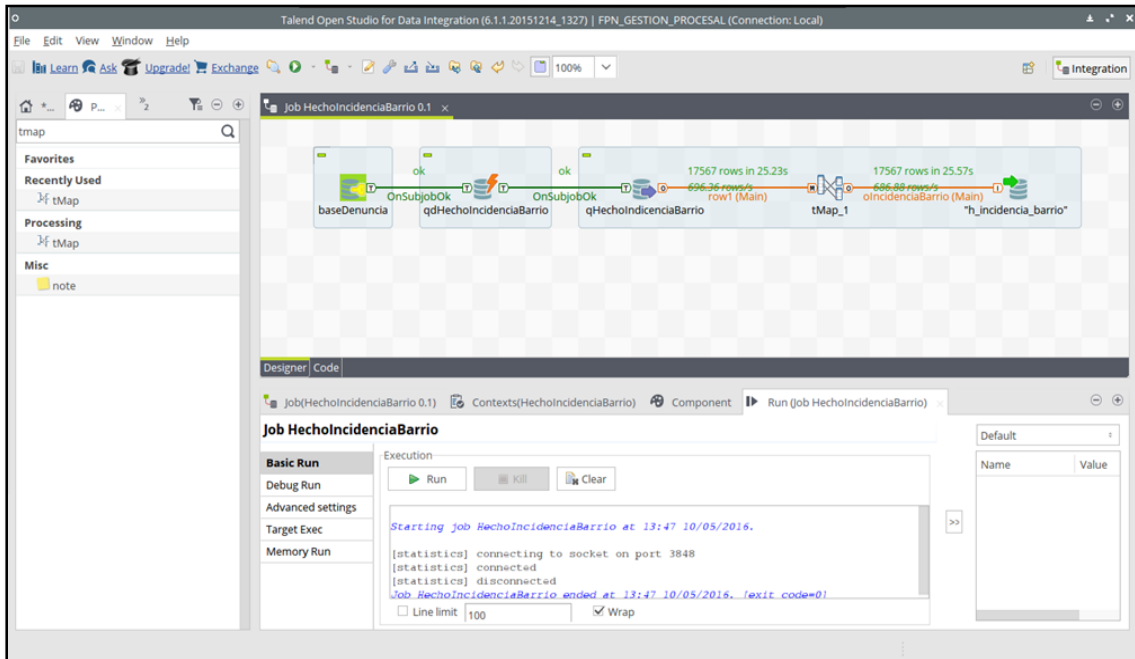 Talend Open Studio for Data Integration (6.1.1.20151214_1327) | FPN_GESTION_PROCESAL (Connection: Local)
File Edit View Window Help
Learn Ask Upgrade! Exchange 100% Integration
*... P... »2
Job HechoIncidenciaBarrio 0.1
tmap
Favorites
Recently Used
tMap
Processing
tMap
Misc
note
ok ok 17567 rows in 25.23s 17567 rows in 25.57s
696.36 rows/s 686.88 rows/s
OnSubjobOk OnSubjobOk row1 (Main) oIncidenciaBarrio (Main)
baseDenuncia qdHechoIncidenciaBarrio qHechoIndicenciaBarrio tMap_1 "h_incidencia_barrio"
Designer Code
Job(HechoIncidenciaBarrio 0.1) Contexts(HechoIncidenciaBarrio) Component Run (Job HechoIncidenciaBarrio)
Job HechoIncidenciaBarrio
Default
Basic Run
Debug Run
Advanced settings
Target Exec
Memory Run
Execution
Run Kill Clear
Name Value
Starting job HechoIncidenciaBarrio at 13:47 10/05/2016.
[statistics] connecting to socket on port 3848
[statistics] connected
[statistics] disconnected
Job HechoIncidenciaBarrio ended at 13:47 10/05/2016. [exit code=0]
>>
Line limit 100 Wrap